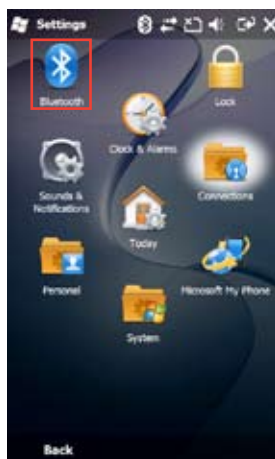 Settings
Bluetooth
Lock
Clock & Alarms
Sounds &
Notifications
Connections
Today
Personal
Microsoft My Phone
System
Back